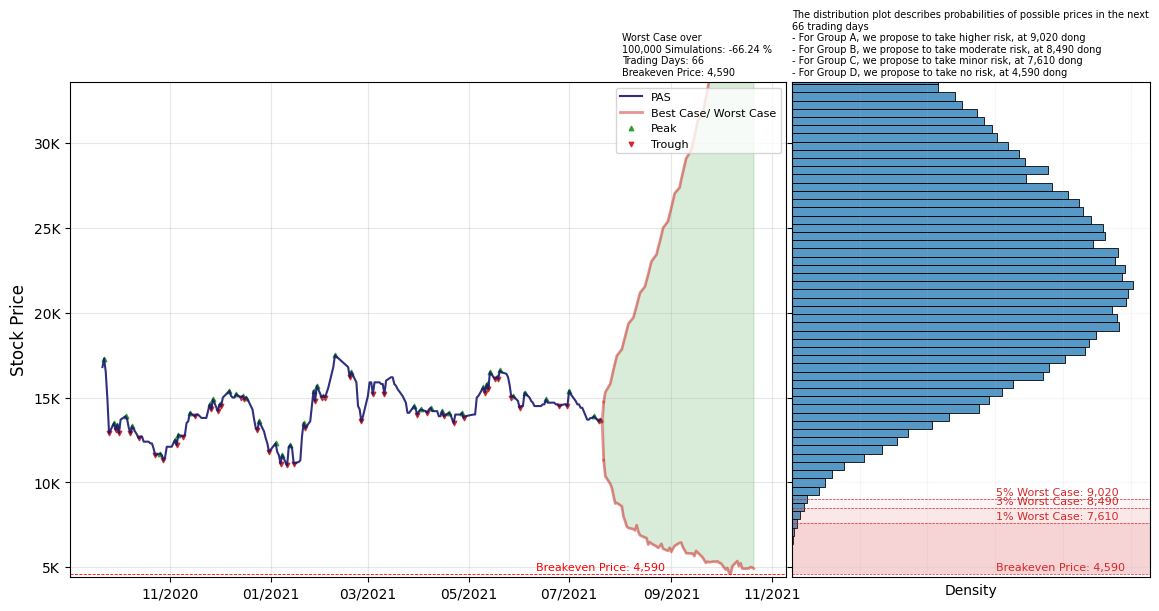 Worst Case over
100,000 Simulations: -66.24 %
Trading Days: 66
Breakeven Price: 4,590
The distribution plot describes probabilities of possible prices in the next
66 trading days
- For Group A, we propose to take higher risk, at 9,020 dong
- For Group B, we propose to take moderate risk, at 8,490 dong
- For Group C, we propose to take minor risk, at 7,610 dong
- For Group D, we propose to take no risk, at 4,590 dong
PAS
Best Case/ Worst Case
Peak
Trough
Stock Price
30K
25K
20K
15K
10K
5K
Breakeven Price: 4,590
11/2020
01/2021
03/2021
05/2021
07/2021
09/2021
11/2021
5% Worst Case: 9,020
3% Worst Case: 8,490
1% Worst Case: 7,610
Breakeven Price: 4,590
Density